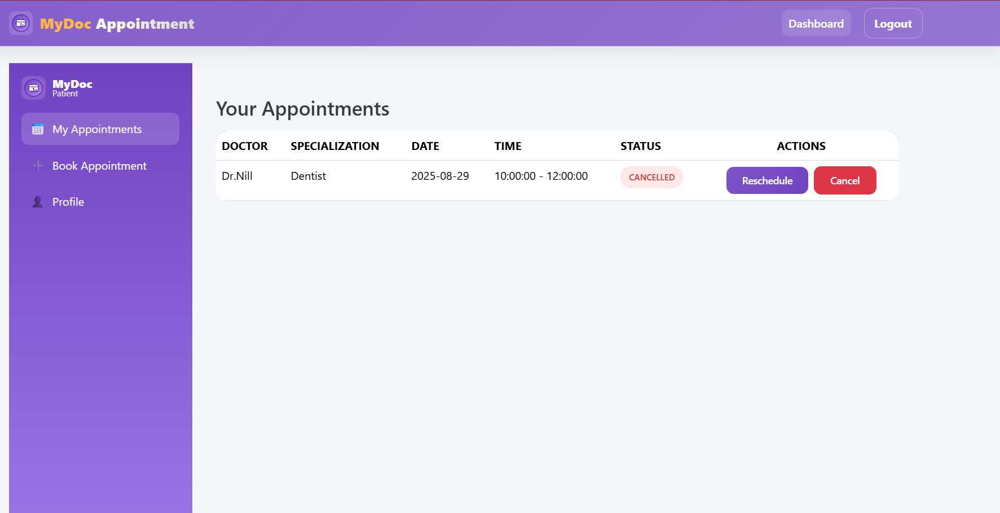 MyDoc Appointment
Dashboard
Logout
MyDoc
Patient
My Appointments
Book Appointment
Profile
Your Appointments
DOCTOR SPECIALIZATION DATE TIME STATUS ACTIONS
Dr.Nill Dentist 2025-08-29 10:00:00 - 12:00:00 CANCELLED Reschedule Cancel